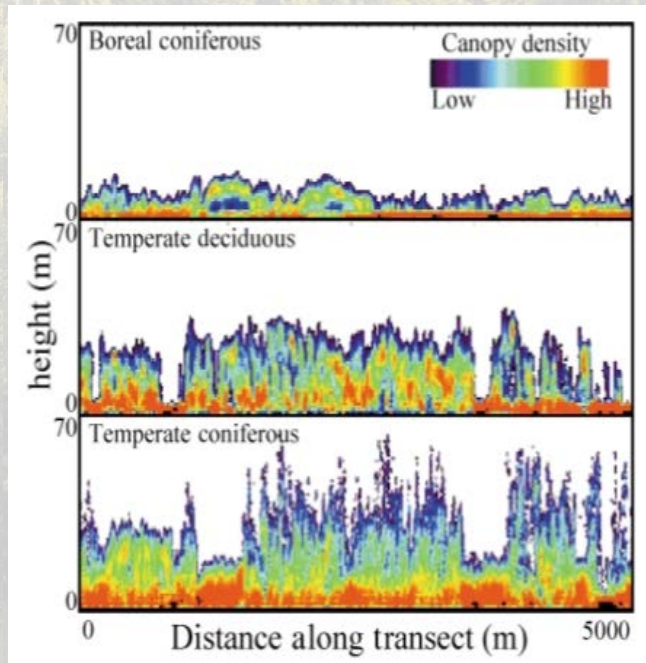 70
Boreal coniferous
Canopy density
Low High
0
70
Temperate deciduous
height (m)
0
70
Temperate coniferous
0
0 Distance along transect (m) 5000